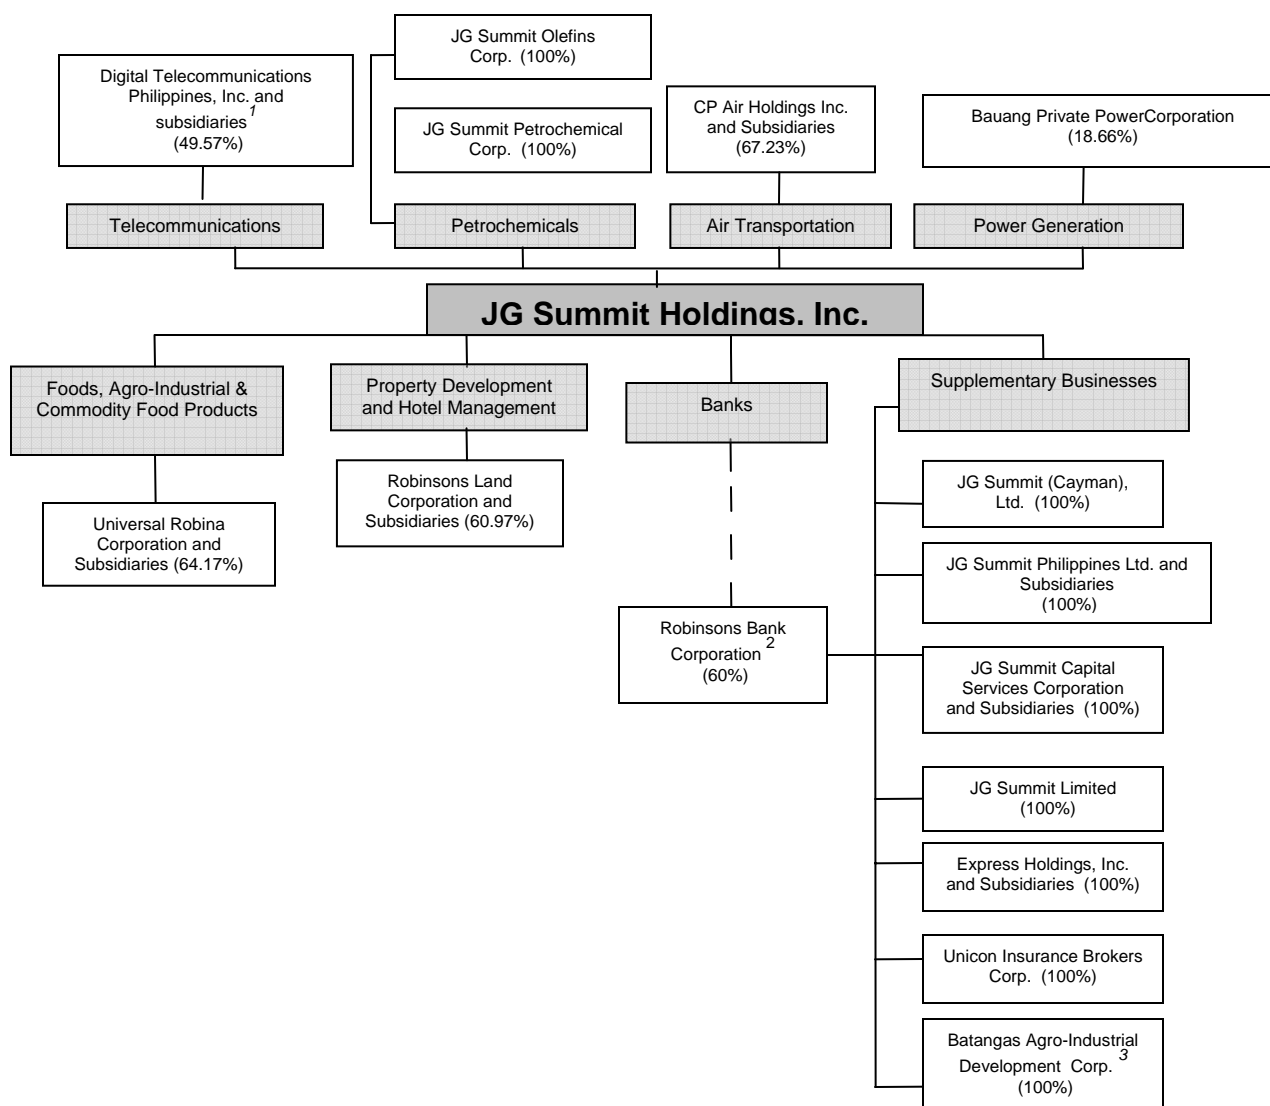 JG Summit Olefins
Corp. (100%)
Digital Telecommunications
Philippines, Inc. and
subsidiaries 1
(49.57%)
JG Summit Petrochemical
Corp. (100%)
CP Air Holdings Inc.
and Subsidiaries
(67.23%)
Bauang Private PowerCorporation
(18.66%)
Telecommunications
Petrochemicals
Air Transportation
Power Generation
JG Summit Holdings, Inc.
Foods, Agro-Industrial &
Commodity Food Products
Property Development
and Hotel Management
Banks
Supplementary Businesses
Universal Robina
Corporation and
Subsidiaries (64.17%)
Robinsons Land
Corporation and
Subsidiaries (60.97%)
Robinsons Bank
Corporation 2
(60%)
JG Summit (Cayman),
Ltd. (100%)
JG Summit Philippines Ltd. and
Subsidiaries
(100%)
JG Summit Capital
Services Corporation
and Subsidiaries (100%)
JG Summit Limited
(100%)
Express Holdings, Inc.
and Subsidiaries (100%)
Unicon Insurance Brokers
Corp. (100%)
Batangas Agro-Industrial
Development Corp. 3
(100%)